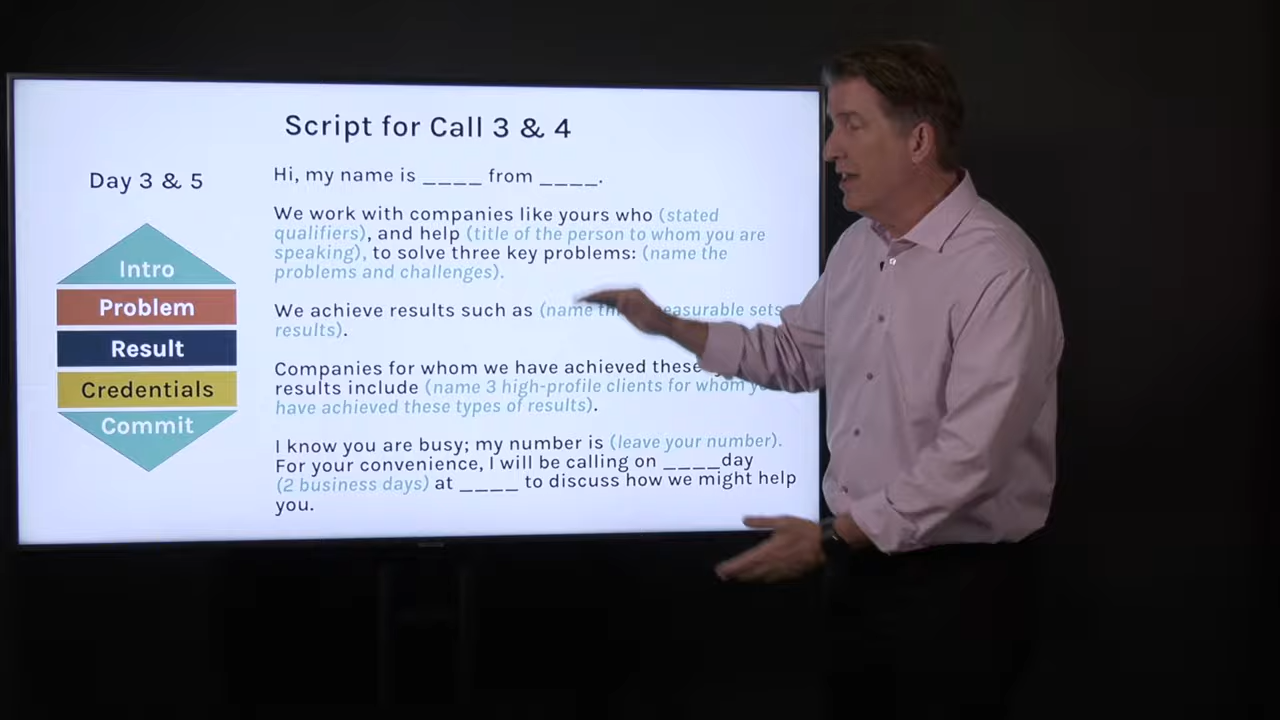 Script for Call 3 & 4
Day 3 & 5
Intro
Problem
Result
Credentials
Commit
Hi, my name is ____ from ____.
We work with companies like yours who (stated
qualifiers), and help (title of the person to whom you are
speaking), to solve three key problems: (name the
problems and challenges).
We achieve results such as (name sets
results).
Companies for whom we have achieved these
results include (name 3 high-profile clients for whom
have achieved these types of results).
I know you are busy; my number is (leave your number).
For your convenience, I will be calling on ____day
(2 business days) at ____ to discuss how we might help
you.